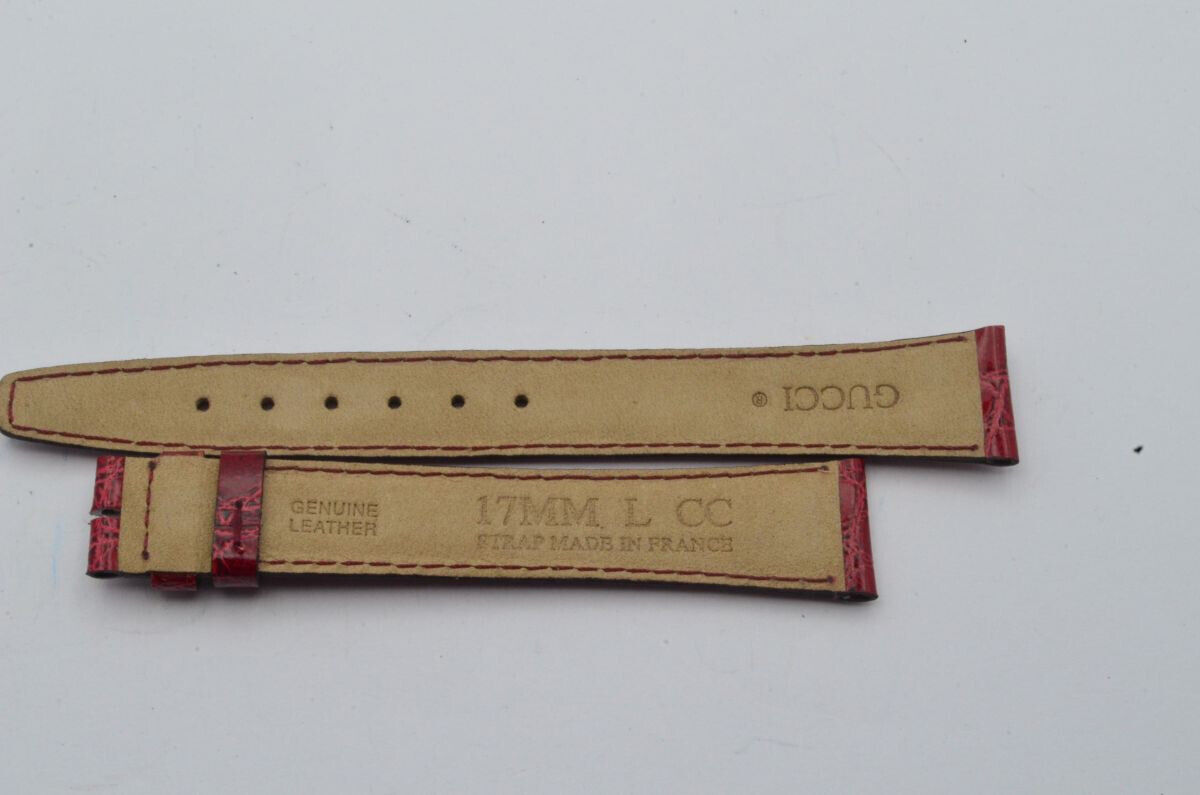 GUCCI ®
GENUINE
LEATHER
17MM L CC
STRAP MADE IN FRANCE